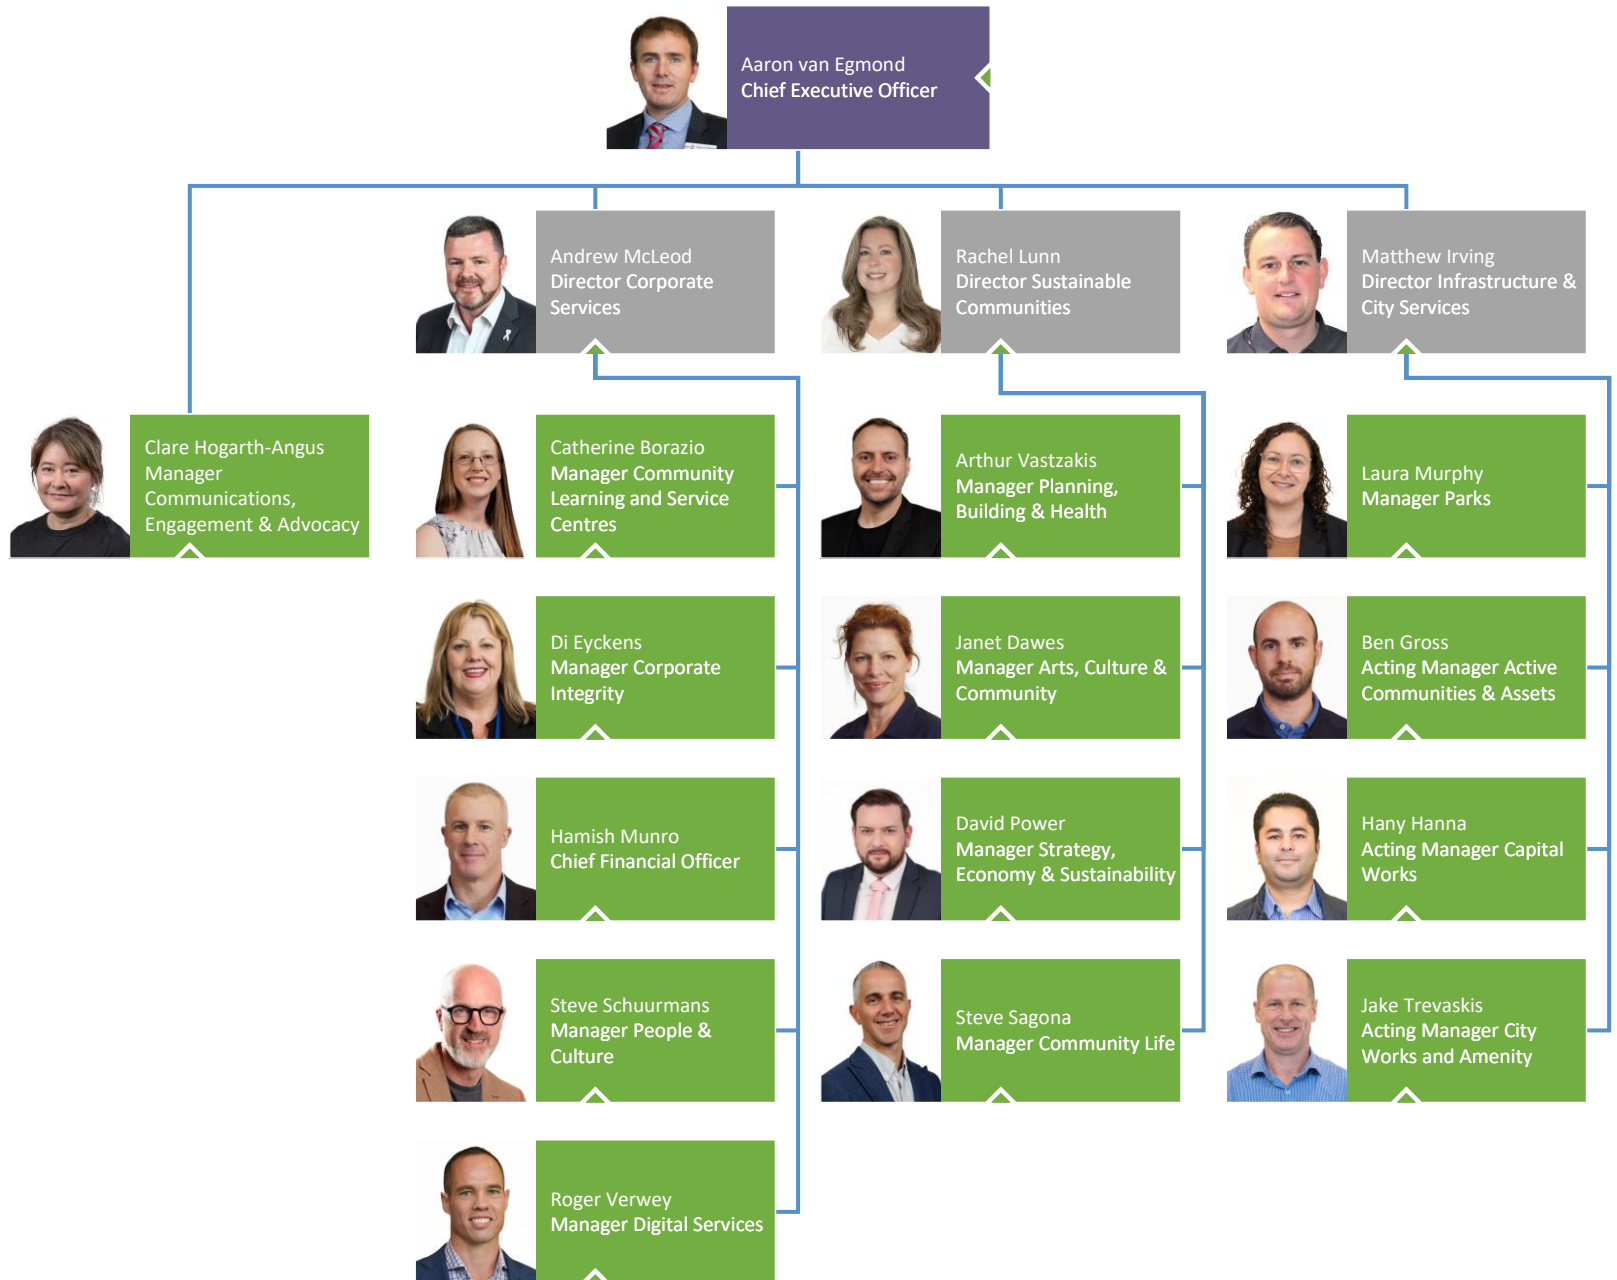 Aaron van Egmond
Chief Executive Officer
Andrew McLeod
Director Corporate
Services
Rachel Lunn
Director Sustainable
Communities
Matthew Irving
Director Infrastructure &
City Services
Clare Hogarth-Angus
Manager
Communications,
Engagement & Advocacy
Catherine Borazio
Manager Community
Learning and Service
Centres
Arthur Vastzakis
Manager Planning,
Building & Health
Laura Murphy
Manager Parks
Di Eyckens
Manager Corporate
Integrity
Janet Dawes
Manager Arts, Culture &
Community
Ben Gross
Acting Manager Active
Communities & Assets
Hamish Munro
Chief Financial Officer
David Power
Manager Strategy,
Economy & Sustainability
Hany Hanna
Acting Manager Capital
Works
Steve Schuurmans
Manager People &
Culture
Steve Sagona
Manager Community Life
Jake Trevaskis
Acting Manager City
Works and Amenity
Roger Verwey
Manager Digital Services